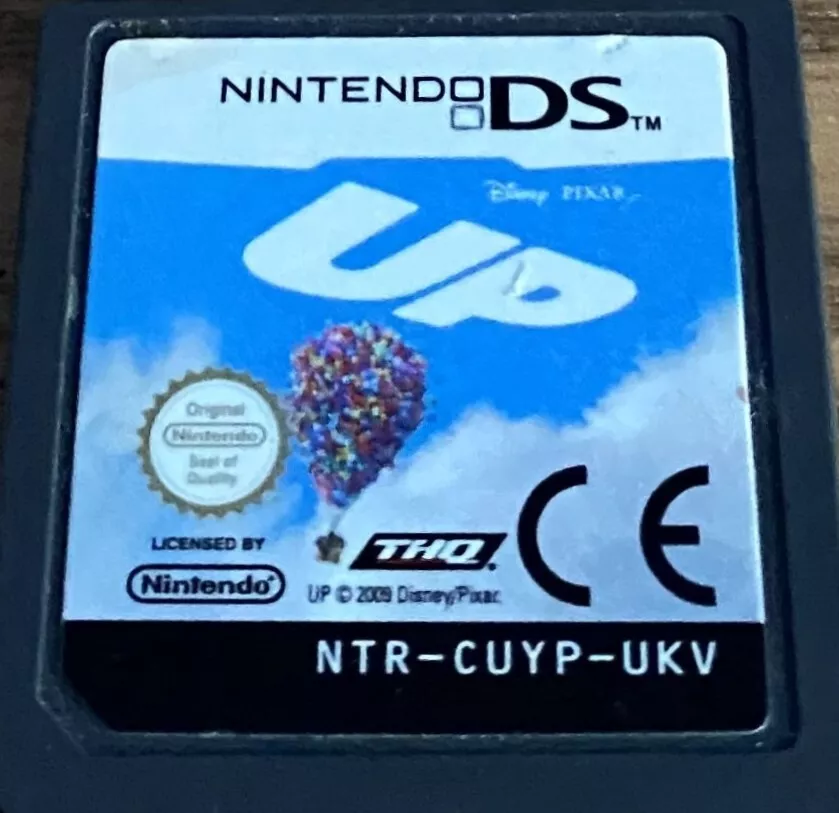 NINTENDO DS™
Disney PIXAR
UP
Original
Nintendo
Seal of
Quality
LICENSED BY
Nintendo®
THQ®
UP © 2009 Disney/Pixar
CE
NTR-CUYP-UKV